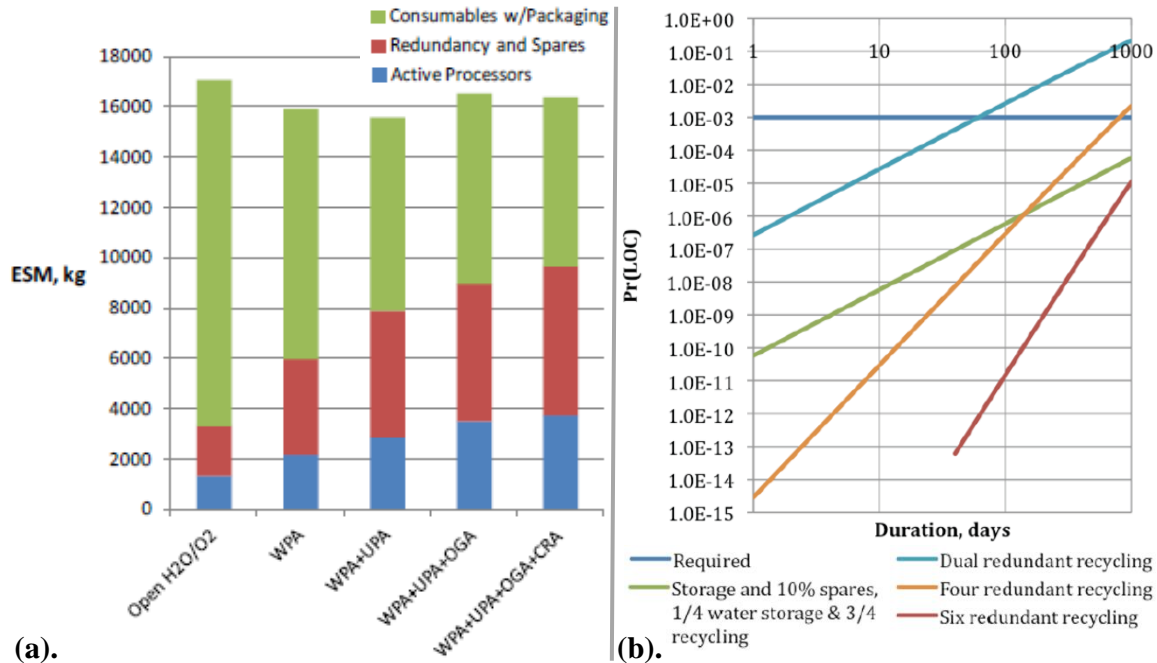 Consumables w/Packaging
Redundancy and Spares
Active Processors
18000
16000
14000
12000
10000
8000
6000
4000
2000
0
ESM, kg
Open H2O/O2
WPA
WPA+UPA
WPA+UPA+OGA
WPA+UPA+OGA+CRA
(a).
1.0E+00
1.0E-01
1.0E-02
1.0E-03
1.0E-04
1.0E-05
1.0E-06
1.0E-07
1.0E-08
1.0E-09
1.0E-10
1.0E-11
1.0E-12
1.0E-13
1.0E-14
1.0E-15
1 10 100 1000
Pr(LOC)
Duration, days
Required
Storage and 10% spares,
1/4 water storage & 3/4
recycling
Dual redundant recycling
Four redundant recycling
Six redundant recycling
(b).